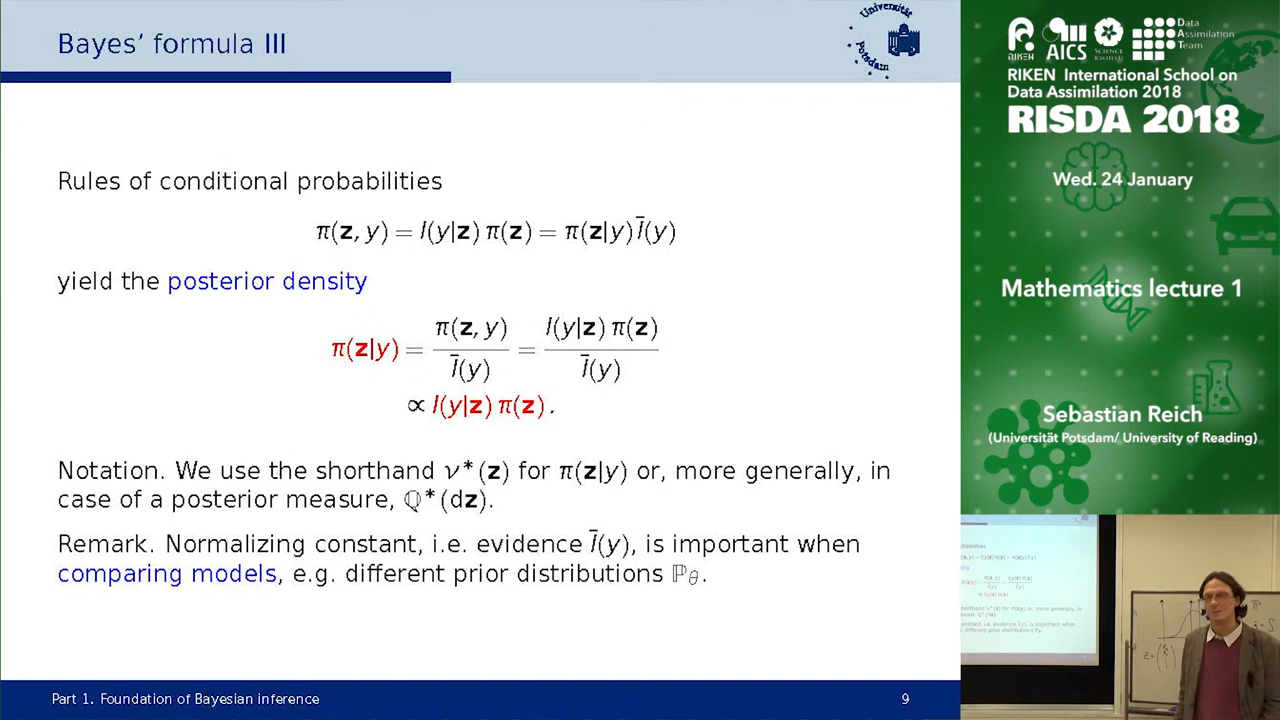 Bayes’ formula III
Universität
Potsdam
Rules of conditional probabilities
π(z, y) = l(y|z) π(z) = π(z|y) l̄(y)
yield the posterior density
π(z|y) = π(z, y) / l̄(y) = l(y|z) π(z) / l̄(y)
∝ l(y|z) π(z) .
Notation. We use the shorthand ν*(z) for π(z|y) or, more generally, in
case of a posterior measure, ℚ*(dz).
Remark. Normalizing constant, i.e. evidence l̄(y), is important when
comparing models, e.g. different prior distributions ℙθ.
Part 1. Foundation of Bayesian inference
9
RIKEN
AICS
SCIENCE
Data
Assimilation
Team
RIKEN International School on
Data Assimilation 2018
RISDA 2018
Wed. 24 January
Mathematics lecture 1
Sebastian Reich
(Universität Potsdam/ University of Reading)